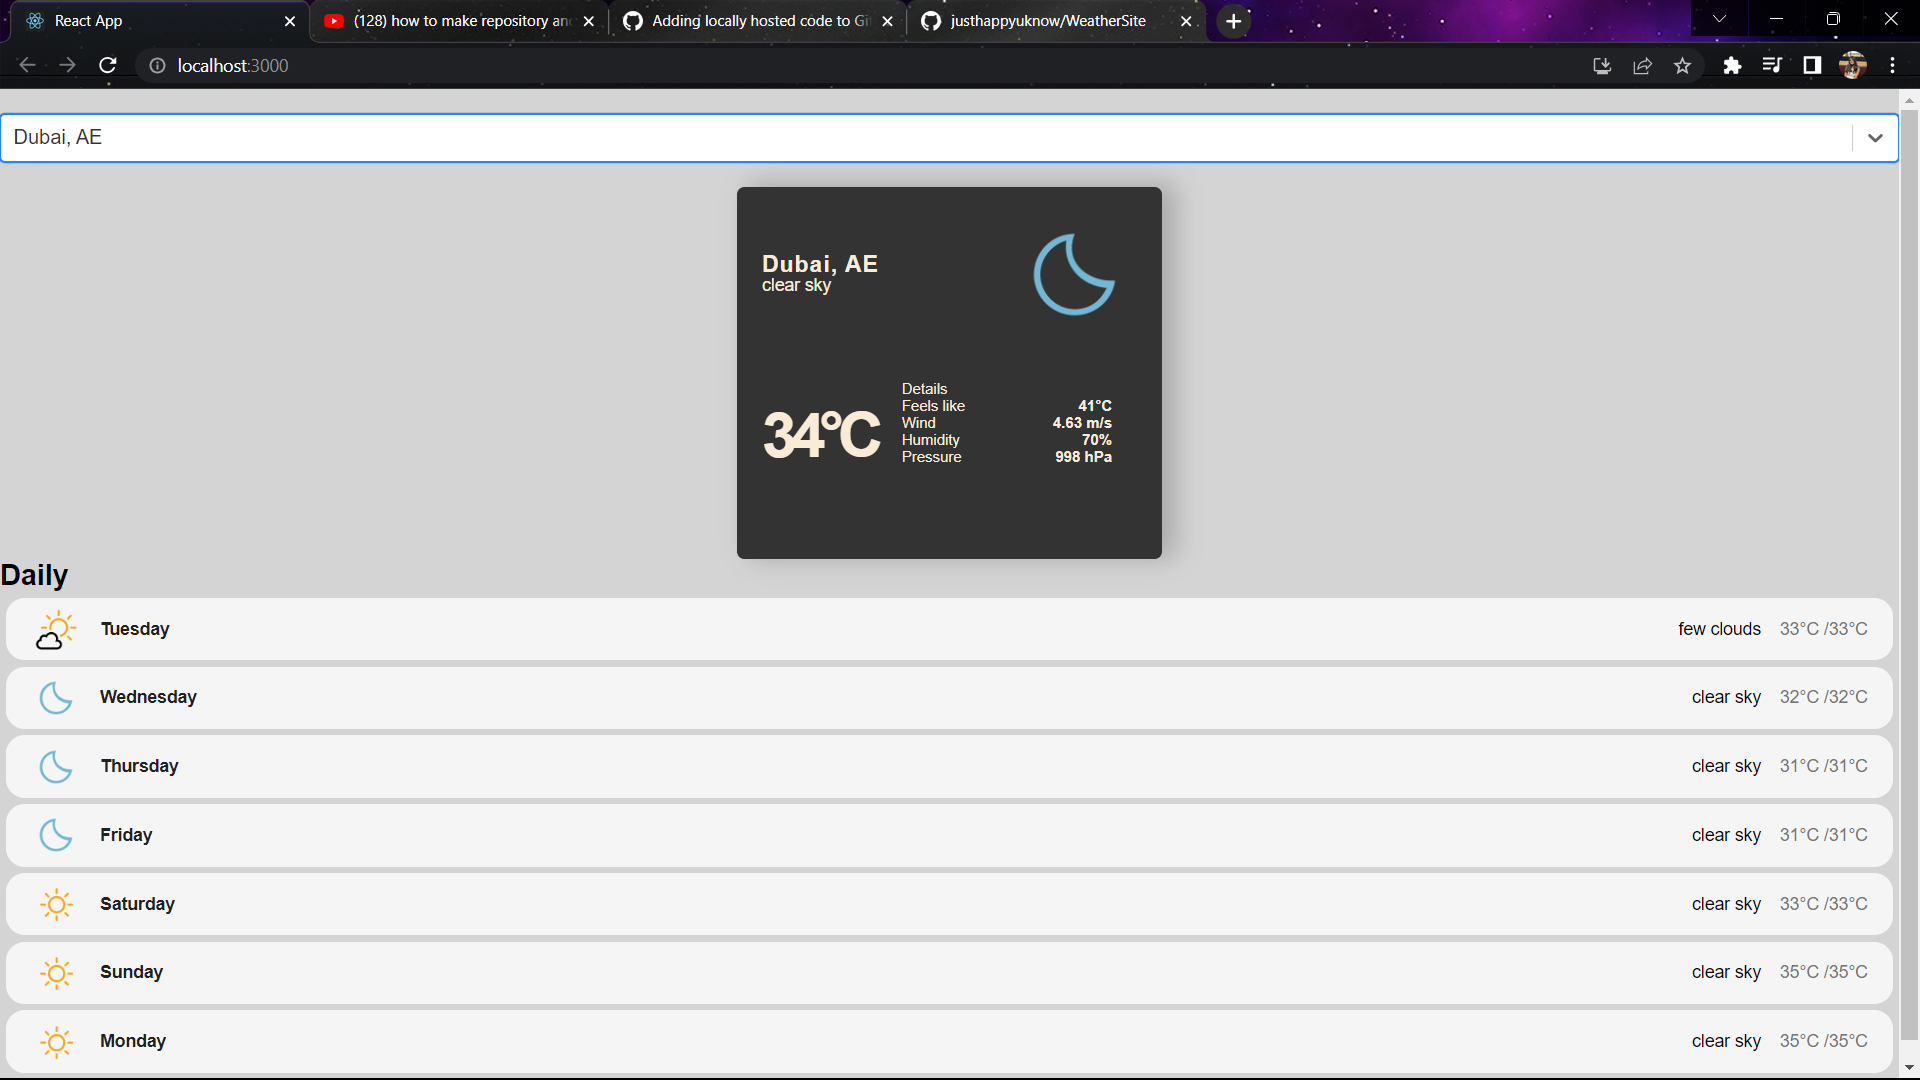 React App
(128) how to make repository an
Adding locally hosted code to Gi
justhappyuknow/WeatherSite
localhost:3000
Dubai, AE
Dubai, AE
clear sky
34°C
Details
Feels like 41°C
Wind 4.63 m/s
Humidity 70%
Pressure 998 hPa
Daily
Tuesday few clouds 33°C /33°C
Wednesday clear sky 32°C /32°C
Thursday clear sky 31°C /31°C
Friday clear sky 31°C /31°C
Saturday clear sky 33°C /33°C
Sunday clear sky 35°C /35°C
Monday clear sky 35°C /35°C